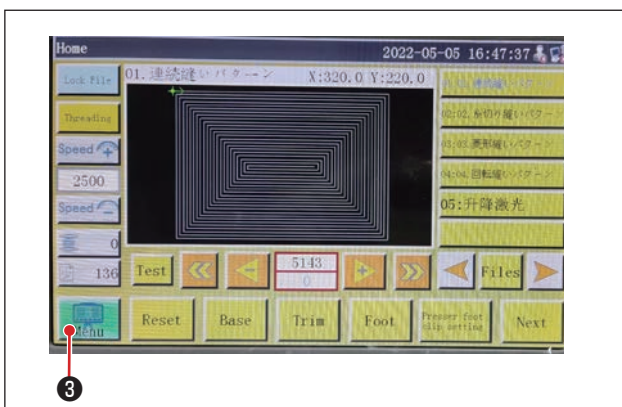 Home 2022-05-05 16:47:37
Lock File
01. 連続縫いパターン X:320.0 Y:220.0
Threading
02:02. 糸切り縫いパターン
Speed
03:03. 菱形縫いパターン
2500
04:04. 回転縫いパターン
Speed
05:升降激光
0
136
Test
5143
0
Files
Menu
Reset
Base
Trim
Foot
Presser foot
clip setting
Next
❸